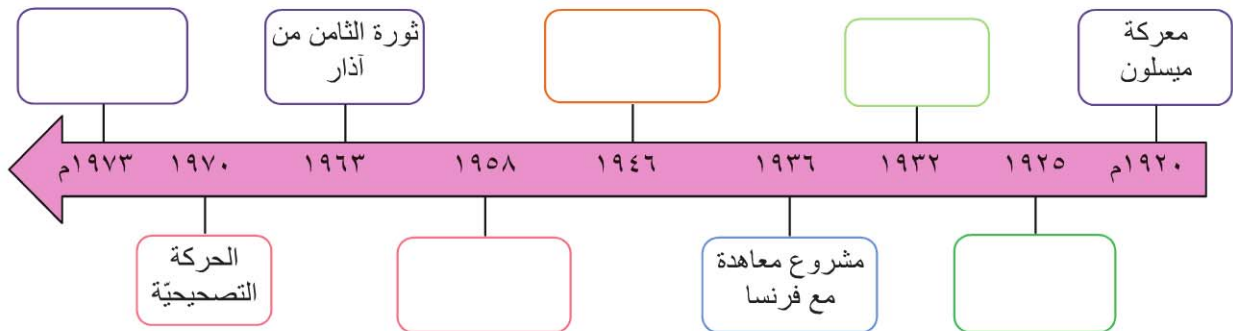 معركة
ميسلون
ثورة الثامن من
آذار
١٩٢٠م ١٩٢٥ ١٩٣٢ ١٩٣٦ ١٩٤٦ ١٩٥٨ ١٩٦٣ ١٩٧٠ ١٩٧٣م
مشروع معاهدة
مع فرنسا
الحركة
التصحيحيّة